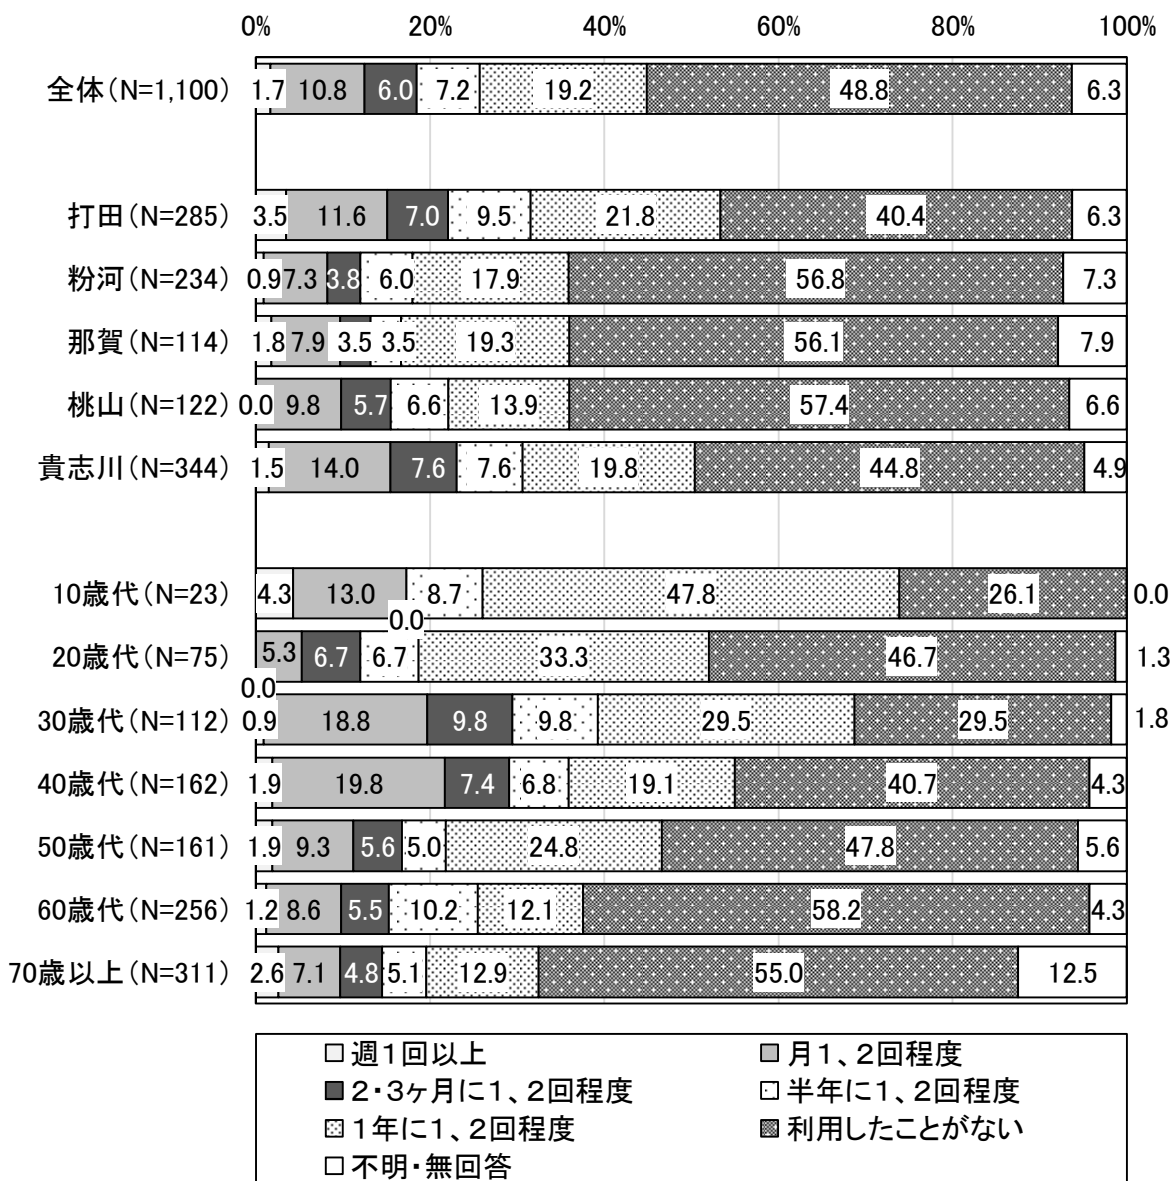 0% 20% 40% 60% 80% 100%
全体(N=1,100) 1.7 10.8 6.0 7.2 19.2 48.8 6.3
打田(N=285) 3.5 11.6 7.0 9.5 21.8 40.4 6.3
粉河(N=234) 0.9 7.3 3.8 6.0 17.9 56.8 7.3
那賀(N=114) 1.8 7.9 3.5 3.5 19.3 56.1 7.9
桃山(N=122) 0.0 9.8 5.7 6.6 13.9 57.4 6.6
貴志川(N=344) 1.5 14.0 7.6 7.6 19.8 44.8 4.9
10歳代(N=23) 4.3 13.0 8.7 47.8 26.1 0.0
0.0
20歳代(N=75) 5.3 6.7 6.7 33.3 46.7 1.3
0.0
30歳代(N=112) 0.9 18.8 9.8 9.8 29.5 29.5 1.8
40歳代(N=162) 1.9 19.8 7.4 6.8 19.1 40.7 4.3
50歳代(N=161) 1.9 9.3 5.6 5.0 24.8 47.8 5.6
60歳代(N=256) 1.2 8.6 5.5 10.2 12.1 58.2 4.3
70歳以上(N=311) 2.6 7.1 4.8 5.1 12.9 55.0 12.5
週1回以上 月1、2回程度
2・3ヶ月に1、2回程度 半年に1、2回程度
1年に1、2回程度 利用したことがない
不明・無回答